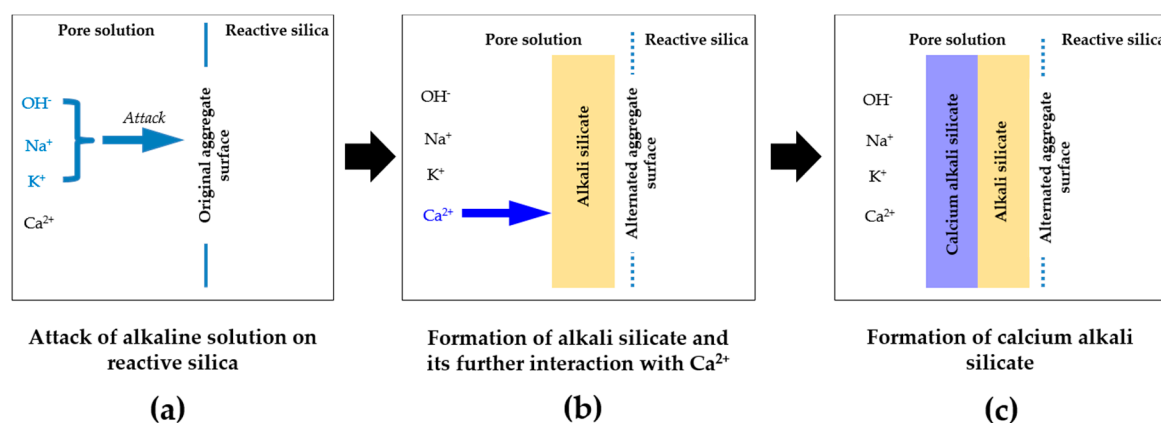 Pore solution
Reactive silica
OH⁻
Na⁺
K⁺
Ca²⁺
Attack
Original aggregate
surface
Attack of alkaline solution on
reactive silica
(a)
Pore solution
Reactive silica
OH⁻
Na⁺
K⁺
Ca²⁺
Alkali silicate
Alternated aggregate
surface
Formation of alkali silicate and
its further interaction with Ca²⁺
(b)
Pore solution
Reactive silica
OH⁻
Na⁺
K⁺
Ca²⁺
Calcium alkali silicate
Alkali silicate
Alternated aggregate
surface
Formation of calcium alkali
silicate
(c)